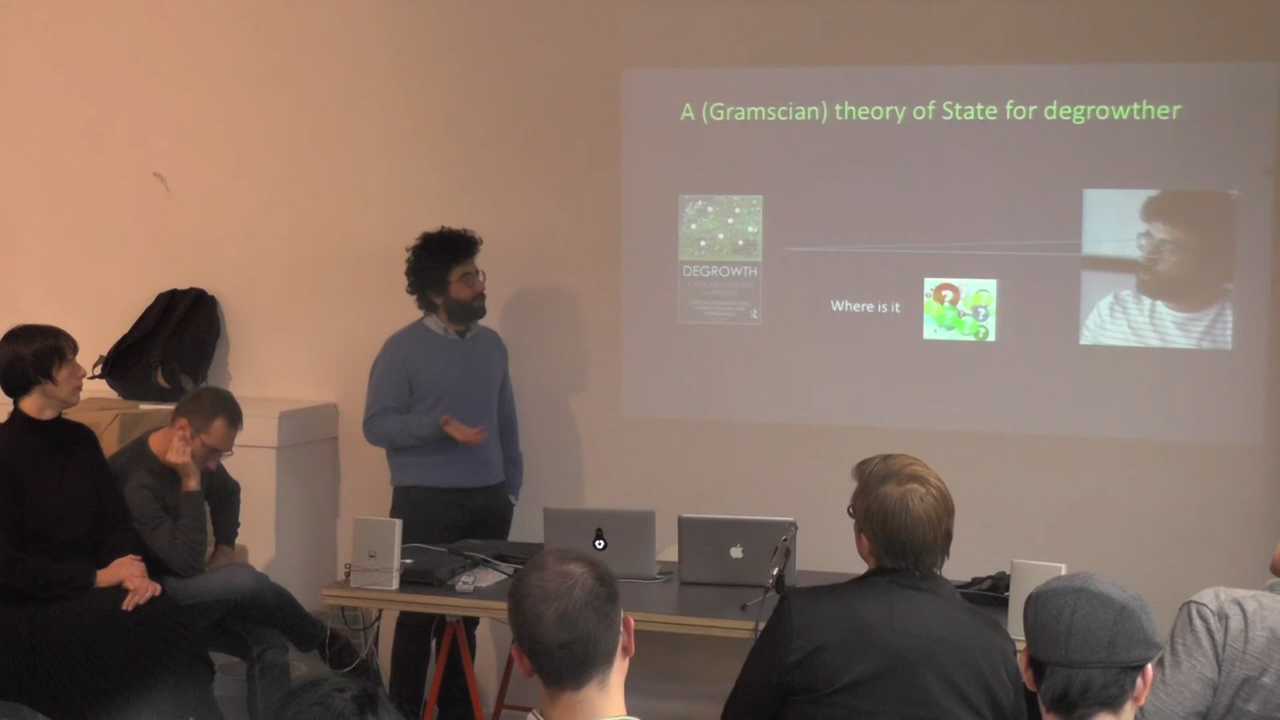 A (Gramscian) theory of State for degrowther
DEGROWTH
Where is it
?
?
?